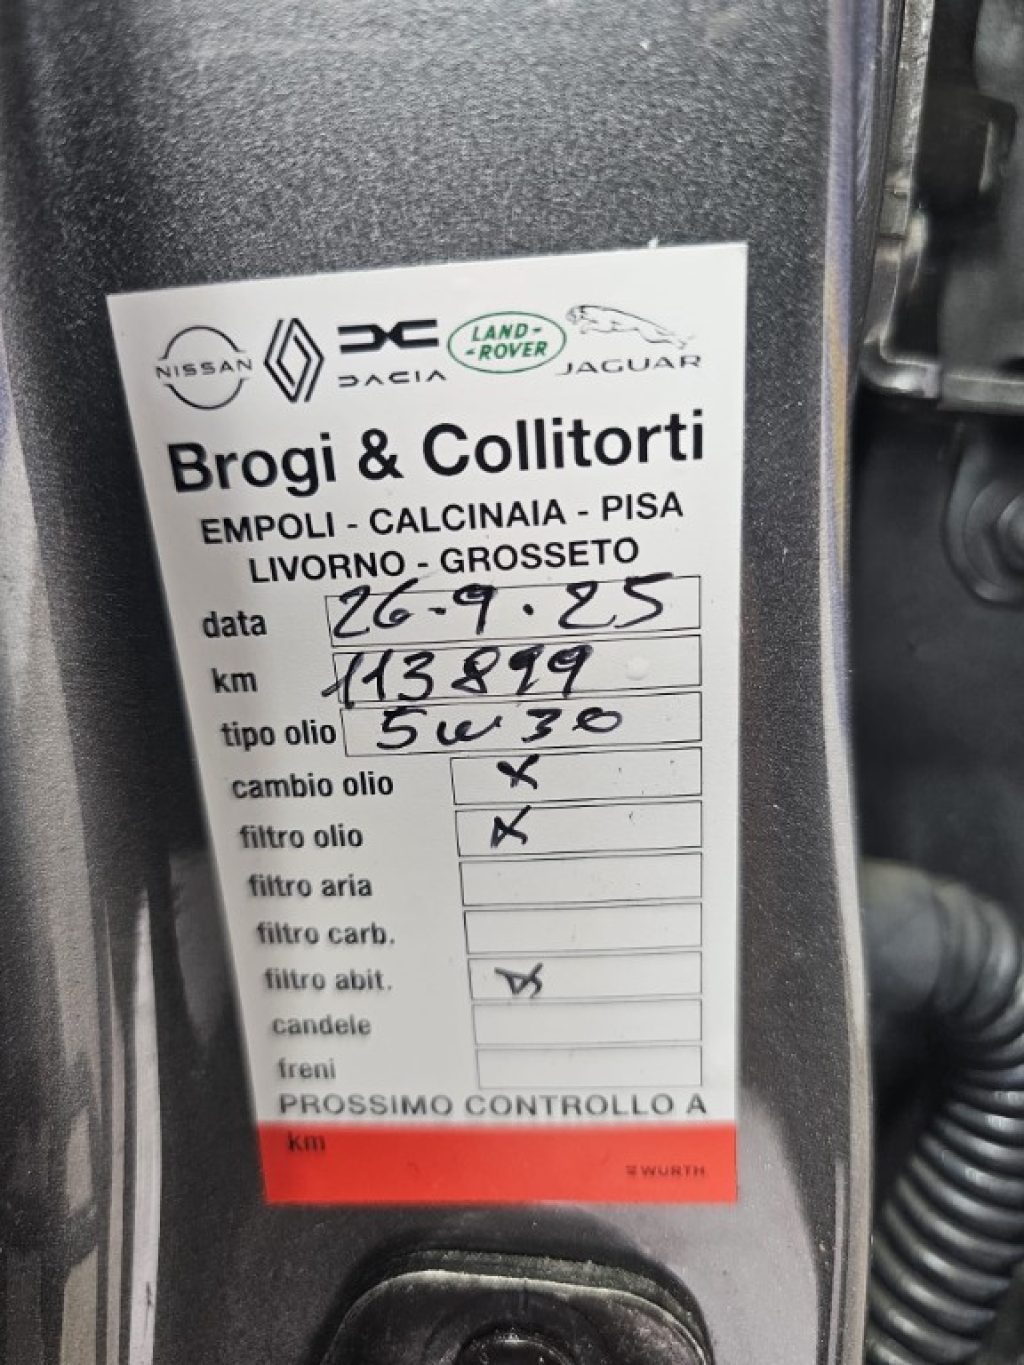 NISSAN DACIA LAND-ROVER JAGUAR
Brogi & Collitorti
EMPOLI - CALCINAIA - PISA
LIVORNO - GROSSETO
data 26-9.25
km 113899
tipo olio 5w30
cambio olio X
filtro olio X
filtro aria
filtro carb.
filtro abit. X
candele
freni
PROSSIMO CONTROLLO A
km
WURTH